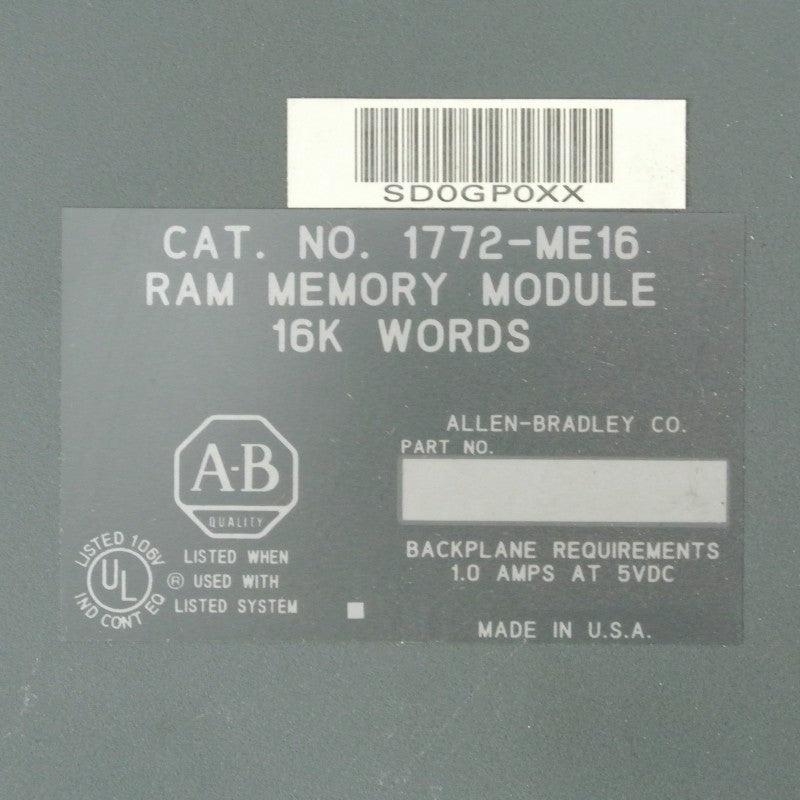 SD0GP0XX
CAT. NO. 1772-ME16
RAM MEMORY MODULE
16K WORDS
A-B
QUALITY
ALLEN-BRADLEY CO.
PART NO.
BACKPLANE REQUIREMENTS
1.0 AMPS AT 5VDC
MADE IN U.S.A.
LISTED 106V
UL
IND CONT EQ
®
LISTED WHEN
USED WITH
LISTED SYSTEM